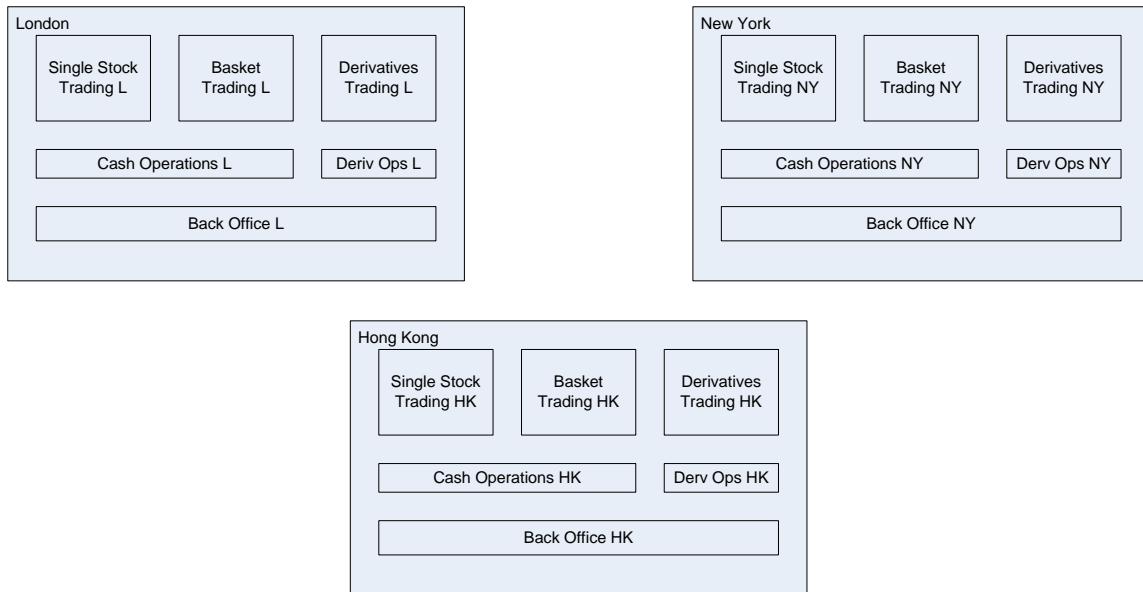 London
Single Stock
Trading L
Basket
Trading L
Derivatives
Trading L
Cash Operations L
Deriv Ops L
Back Office L
New York
Single Stock
Trading NY
Basket
Trading NY
Derivatives
Trading NY
Cash Operations NY
Derv Ops NY
Back Office NY
Hong Kong
Single Stock
Trading HK
Basket
Trading HK
Derivatives
Trading HK
Cash Operations HK
Derv Ops HK
Back Office HK